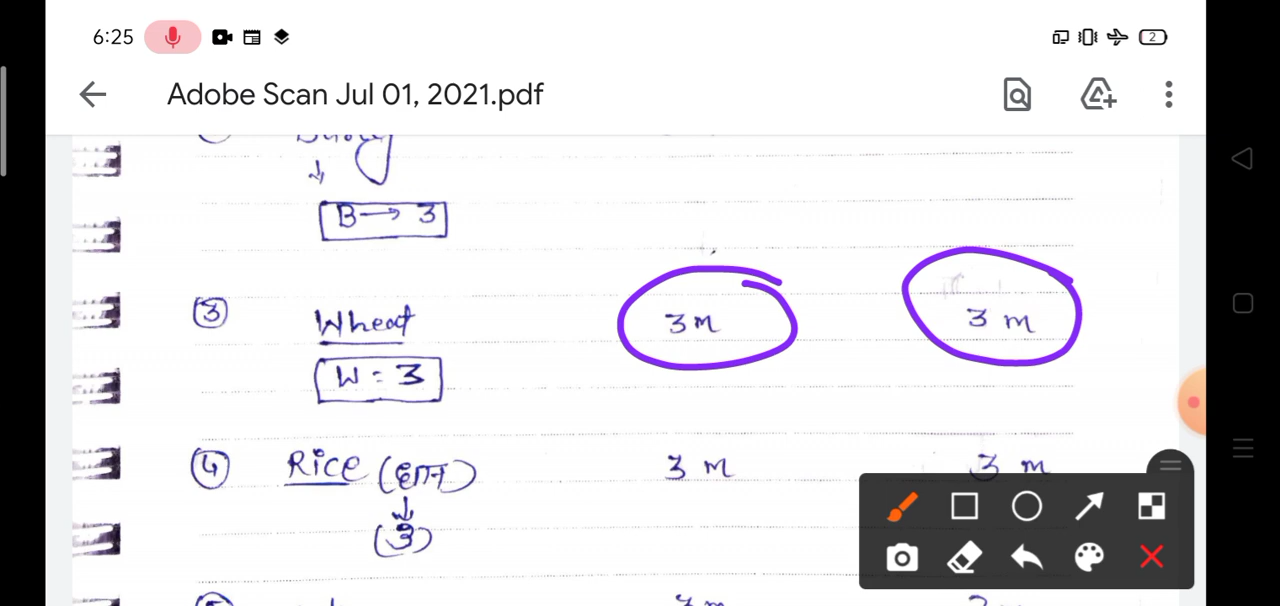 6:25
2
Adobe Scan Jul 01, 2021.pdf
B → 3
③ Wheat 3 m 3 m
W = 3
④ Rice (धान) 3 m 3 m
↓
(3)